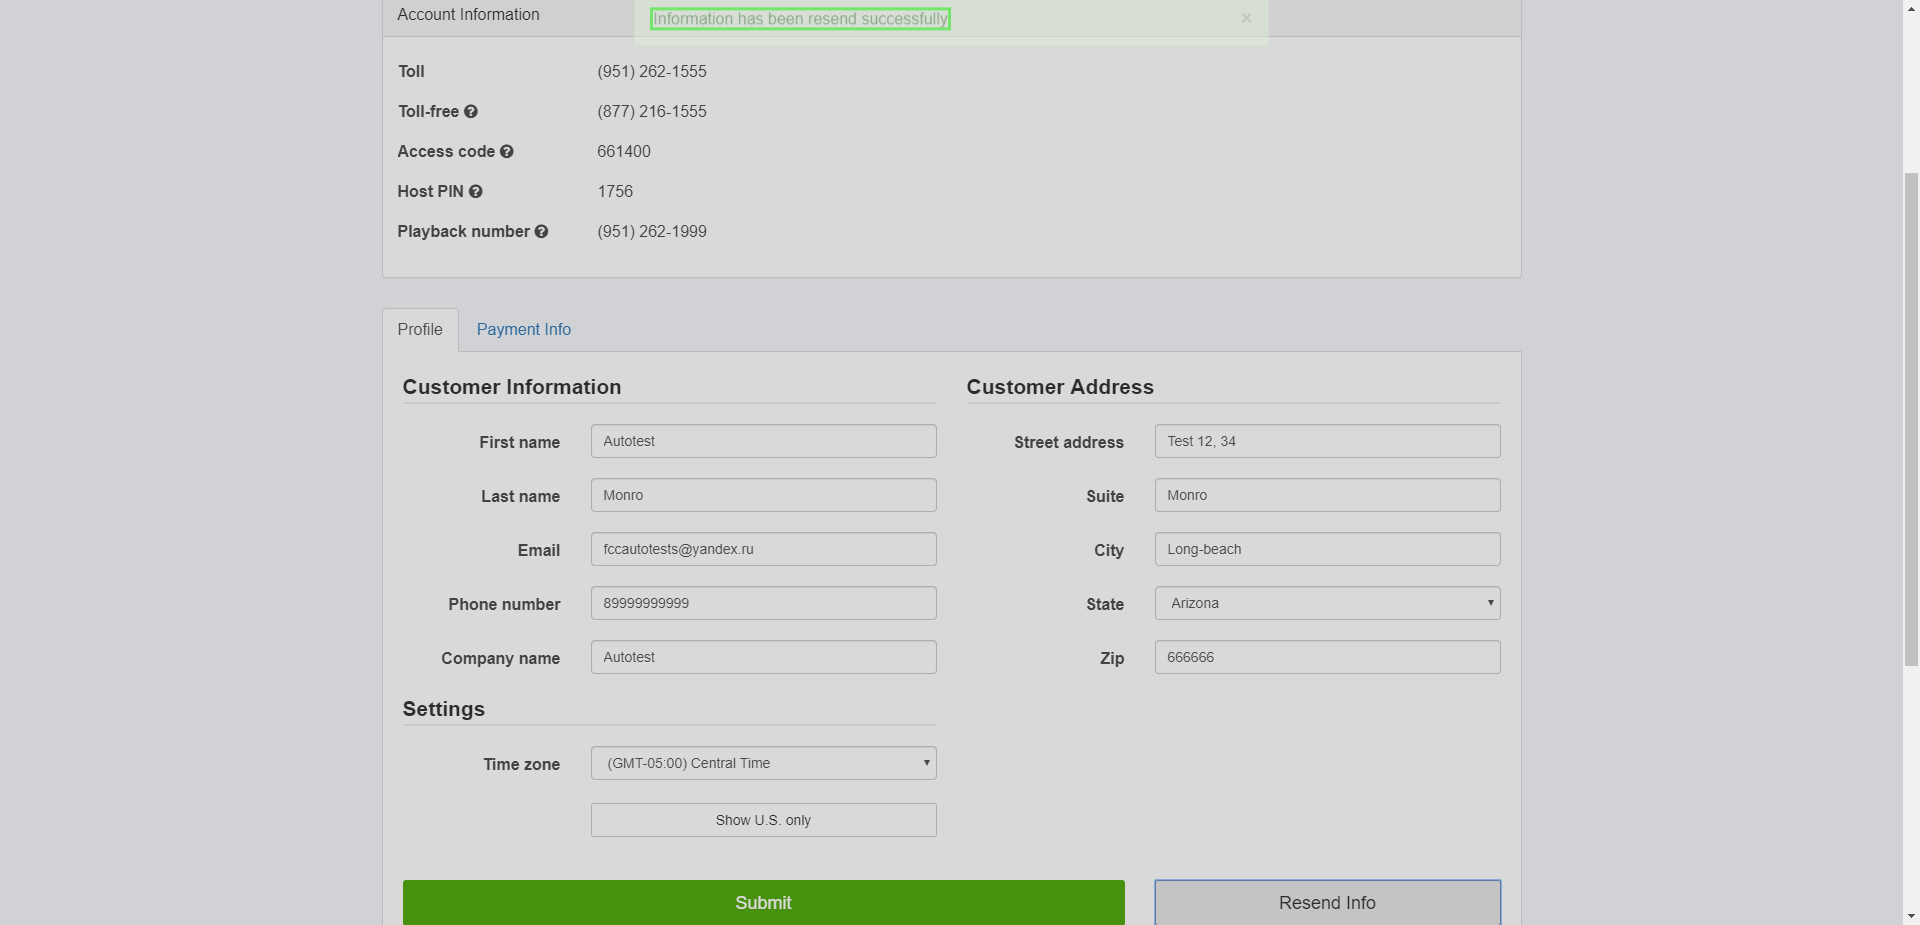 Account Information
Information has been resend successfully
×
Toll (951) 262-1555
Toll-free (877) 216-1555
Access code 661400
Host PIN 1756
Playback number (951) 262-1999
Profile Payment Info
Customer Information
First name Autotest
Last name Monro
Email fccautotests@yandex.ru
Phone number 89999999999
Company name Autotest
Customer Address
Street address Test 12, 34
Suite Monro
City Long-beach
State Arizona
Zip 666666
Settings
Time zone (GMT-05:00) Central Time
Show U.S. only
Submit Resend Info